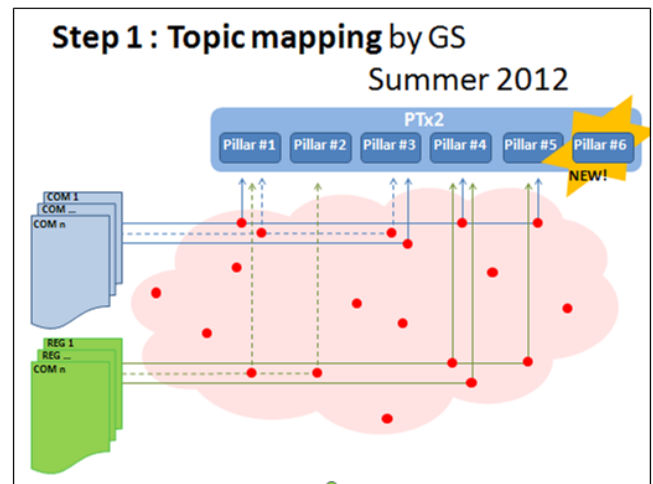 Step 1 : Topic mapping by GS
Summer 2012
PTx2
Pillar #1 Pillar #2 Pillar #3 Pillar #4 Pillar #5 Pillar #6
NEW!
COM 1
COM ...
COM n
REG 1
REG ...
COM n